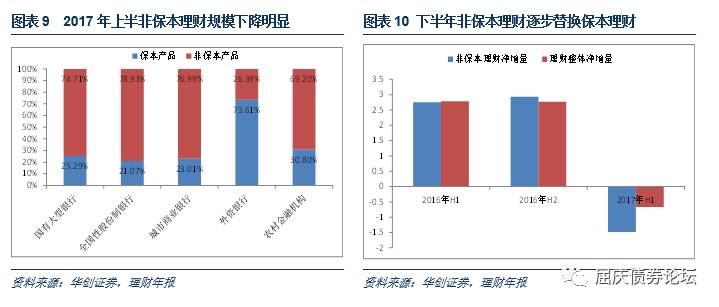 图表 9 2017 年上半非保本理财规模下降明显
保本产品 非保本产品
100%
90%
80%
70%
60%
50%
40%
30%
20%
10%
0%
74.71%
78.93%
76.99%
26.39%
69.20%
25.29%
21.07%
23.01%
73.61%
30.80%
国有大型银行
全国性股份制银行
城市商业银行
外资银行
农村金融机构
资料来源：华创证券，理财年报
图表 10 下半年非保本理财逐步替换保本理财
非保本理财净增量 理财整体净增量
3.5
3
2.5
2
1.5
1
0.5
0
-0.5
-1
-1.5
-2
2016年H1
2016年H2
2017年H1
资料来源：华创证券，理财年报
屈庆债券论坛